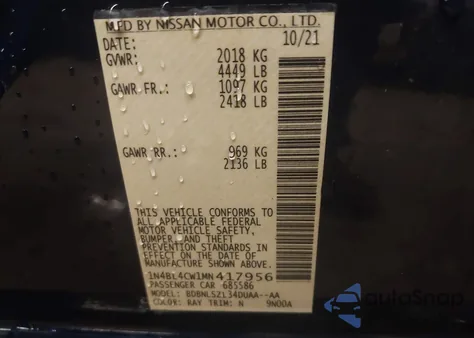 MFD BY NISSAN MOTOR CO., LTD.
DATE: 10/21
GVWR: 2018 KG
4449 LB
GAWR FR.: 1097 KG
2418 LB
GAWR RR.: 969 KG
2136 LB
THIS VEHICLE CONFORMS TO
ALL APPLICABLE FEDERAL
MOTOR VEHICLE SAFETY,
BUMPER AND THEFT
PREVENTION STANDARDS
IN EFFECT ON THE DATE OF
MANUFACTURE SHOWN ABOVE.
1N4BL4CW1MN417956
PASSENGER CAR 685586
MODEL: BDBNLSZL34DUAA--AA
COLOR: RAY TRIM: N 9N00A
AutoSnap